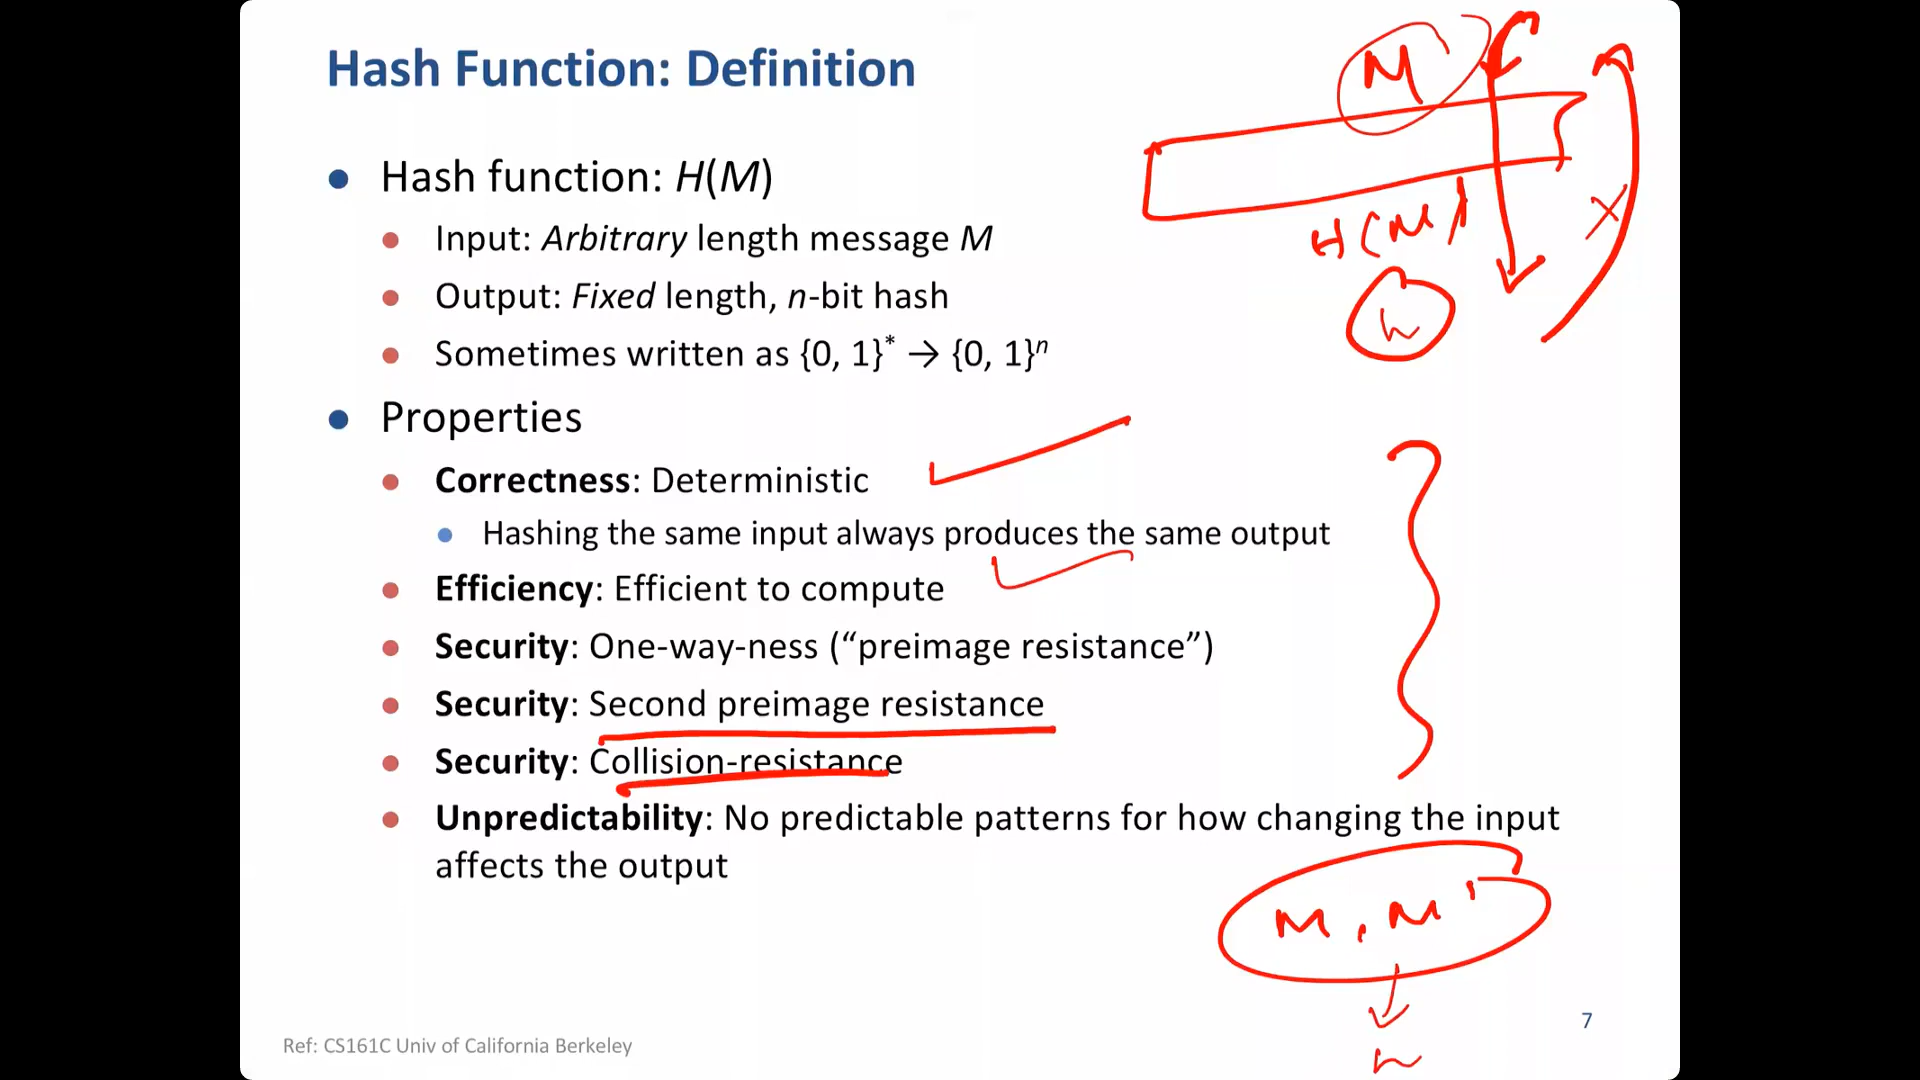 Hash Function: Definition
M
● Hash function: H(M)
● Input: Arbitrary length message M
H(M)
● Output: Fixed length, n-bit hash
h
● Sometimes written as {0, 1}* → {0, 1}ⁿ
● Properties
● Correctness: Deterministic
● Hashing the same input always produces the same output
● Efficiency: Efficient to compute
● Security: One-way-ness (“preimage resistance”)
● Security: Second preimage resistance
● Security: Collision-resistance
● Unpredictability: No predictable patterns for how changing the input
affects the output
M, M'
h
7
Ref: CS161C Univ of California Berkeley